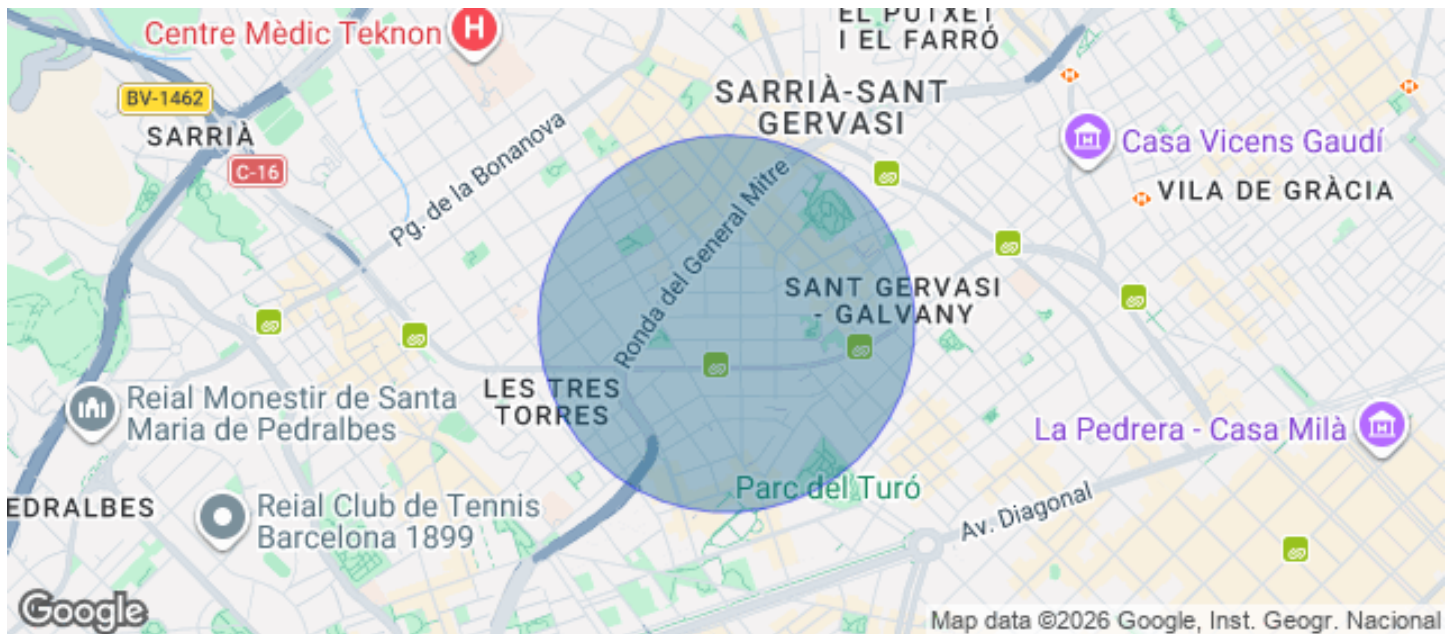 Centre Mèdic Teknon
H
EL PUTXET
I EL FARRÓ
BV-1462
SARRIÀ
C-16
Pg. de la Bonanova
SARRIÀ-SANT
GERVASI
Casa Vicens Gaudí
VILA DE GRÀCIA
Ronda del General Mitre
SANT GERVASI
- GALVANY
LES TRES
TORRES
Reial Monestir de Santa
Maria de Pedralbes
La Pedrera - Casa Milà
Parc del Turó
EDRALBES
Reial Club de Tennis
Barcelona 1899
Av. Diagonal
Google
Map data ©2026 Google, Inst. Geogr. Nacional